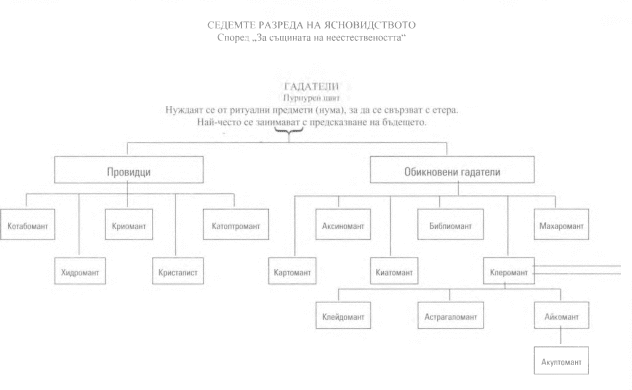 СЕДЕМТЕ РАЗРЕДА НА ЯСНОВИДСТВОТО
Според „За същината на неестествеността“
ГАДАТЕЛИ
Пурпурен цвят
Нуждаят се от ритуални предмети (нума), за да се свързват с етера.
Най-често се занимават с предсказване на бъдещето.
Провидци
Обикновени гадатели
Котабомант
Криомант
Катоптромант
Аксиномант
Библиомант
Махаромант
Хидромант
Кристалист
Картомант
Киатомант
Клеромант
Клейдомант
Астрагаломант
Айкомант
Акултомант